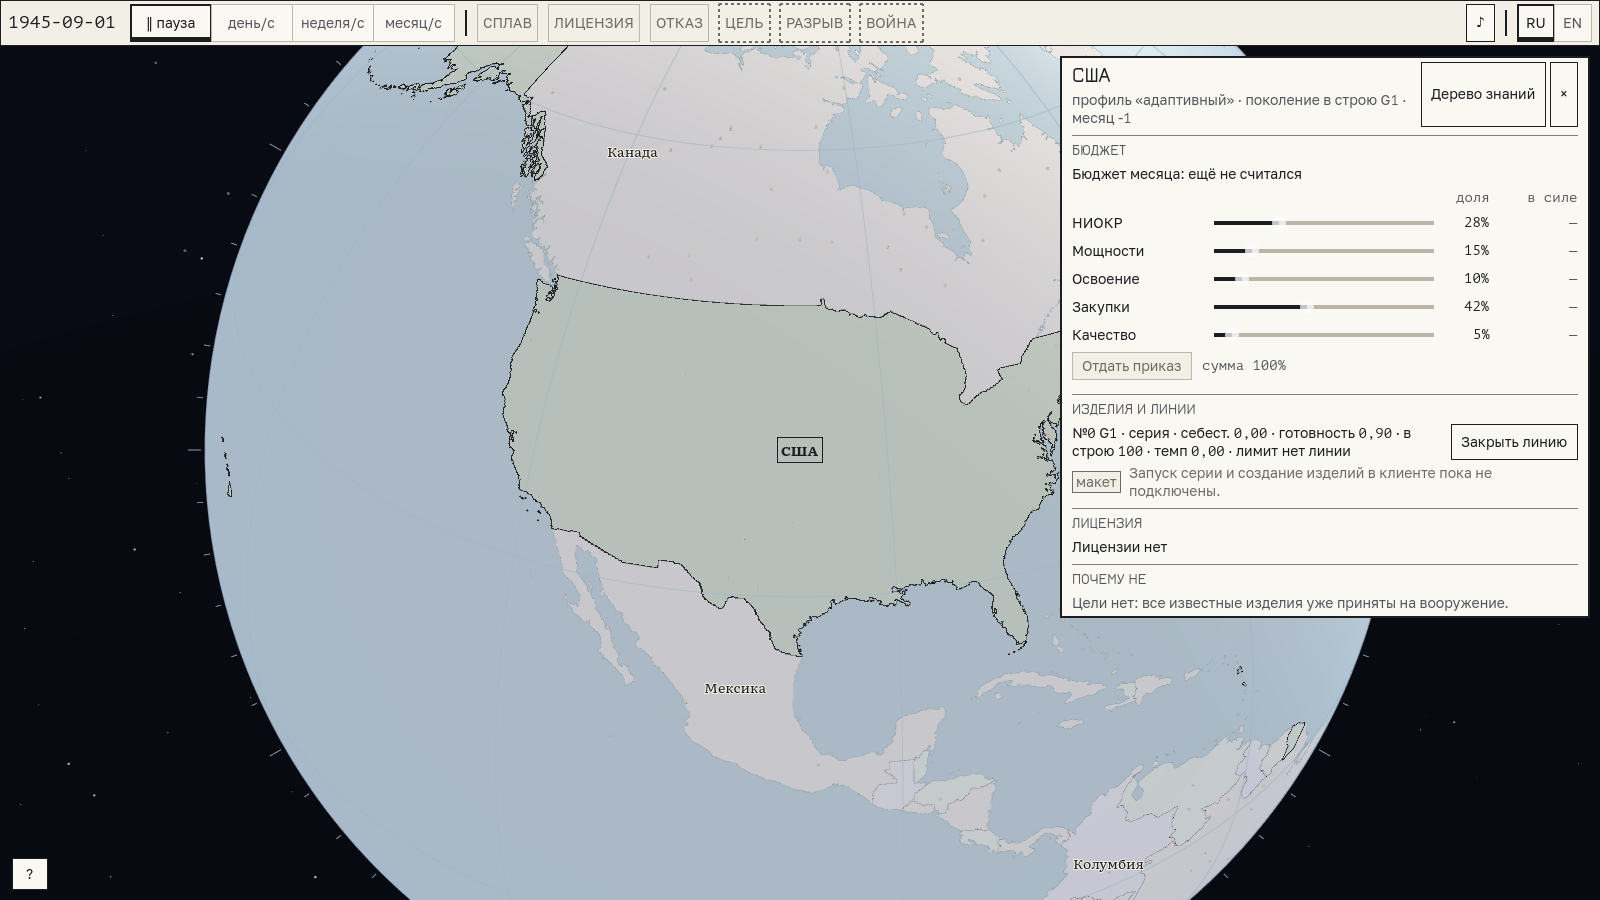 1945-09-01 ‖ пауза день/с неделя/с месяц/с СПЛАВ ЛИЦЕНЗИЯ ОТКАЗ ЦЕЛЬ РАЗРЫВ ВОЙНА ♪ RU EN
США
профиль «адаптивный» · поколение в строю G1 ·
месяц -1
Дерево знаний ×
БЮДЖЕТ
Бюджет месяца: ещё не считался
доля в силе
НИОКР 28% —
Мощности 15% —
Освоение 10% —
Закупки 42% —
Качество 5% —
Отдать приказ сумма 100%
ИЗДЕЛИЯ И ЛИНИИ
№0 G1 · серия · себест. 0,00 · готовность 0,90 · в
строю 100 · темп 0,00 · лимит нет линии
Закрыть линию
макет Запуск серии и создание изделий в клиенте пока не
подключены.
ЛИЦЕНЗИЯ
Лицензии нет
ПОЧЕМУ НЕ
Цели нет: все известные изделия уже приняты на вооружение.
Канада
США
Мексика
Колумбия
?